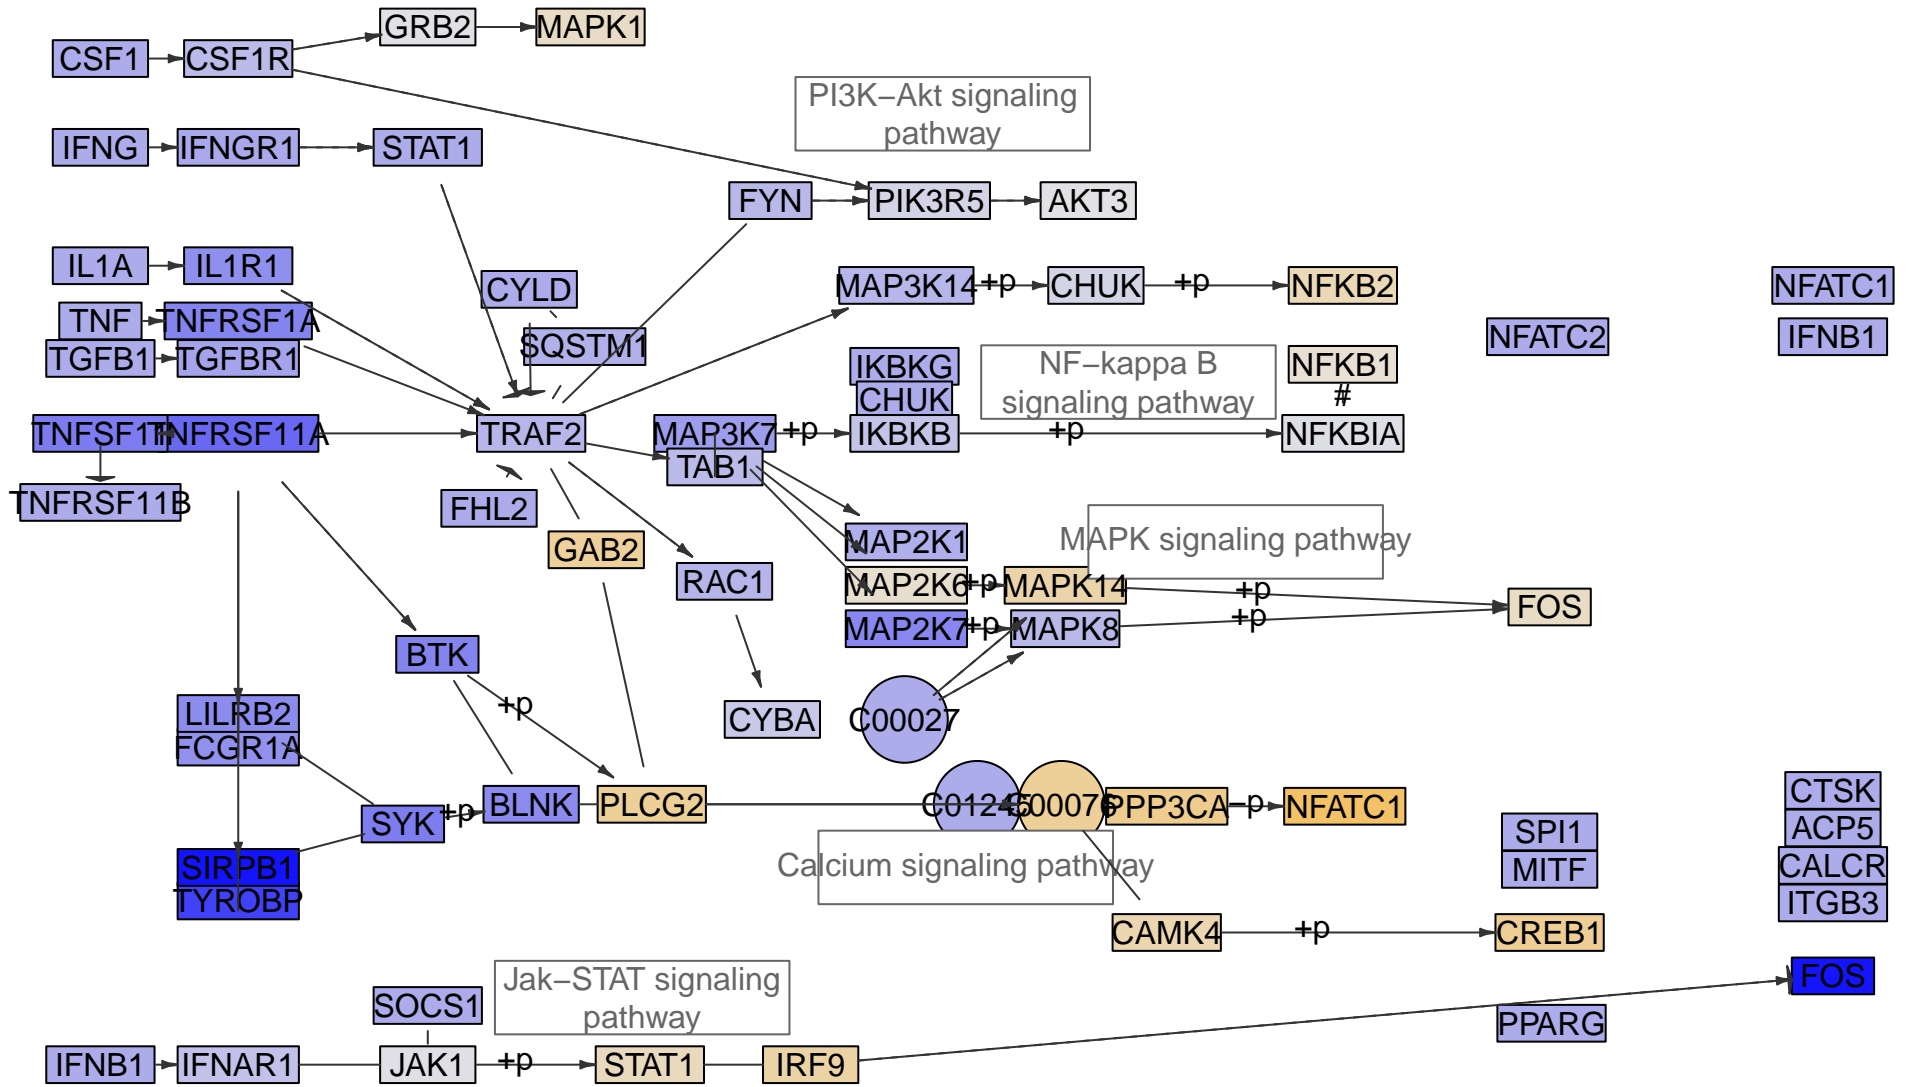 GRB2
MAPK1
CSF1
CSF1R
PI3K−Akt signaling
pathway
IFNG
IFNGR1
STAT1
FYN
PIK3R5
AKT3
IL1A
IL1R1
CYLD
MAP3K14
+p
CHUK
+p
NFKB2
NFATC1
TNF
TNFRSF1A
SQSTM1
NFATC2
IFNB1
TGFB1
TGFBR1
IKBKG
NF−kappa B
signaling pathway
NFKB1
#
CHUK
TNFRSF11A
TRAF2
MAP3K7
+p
IKBKB
+p
NFKBIA
TAB1
TNFRSF11B
FHL2
GAB2
MAP2K1
MAPK signaling pathway
RAC1
MAP2K6
+p
MAPK14
+p
FOS
MAP2K7
+p
MAPK8
+p
BTK
LILRB2
+p
CYBA
C00027
FCGR1A
SYK
+p
BLNK
PLCG2
C00076
PPP3CA
−p
NFATC1
CTSK
SPI1
ACP5
SIRPB1
Calcium signaling pathway
MITF
CALCR
TYROBP
ITGB3
CAMK4
+p
CREB1
Jak−STAT signaling
pathway
FOS
SOCS1
PPARG
IFNB1
IFNAR1
JAK1
+p
STAT1
IRF9